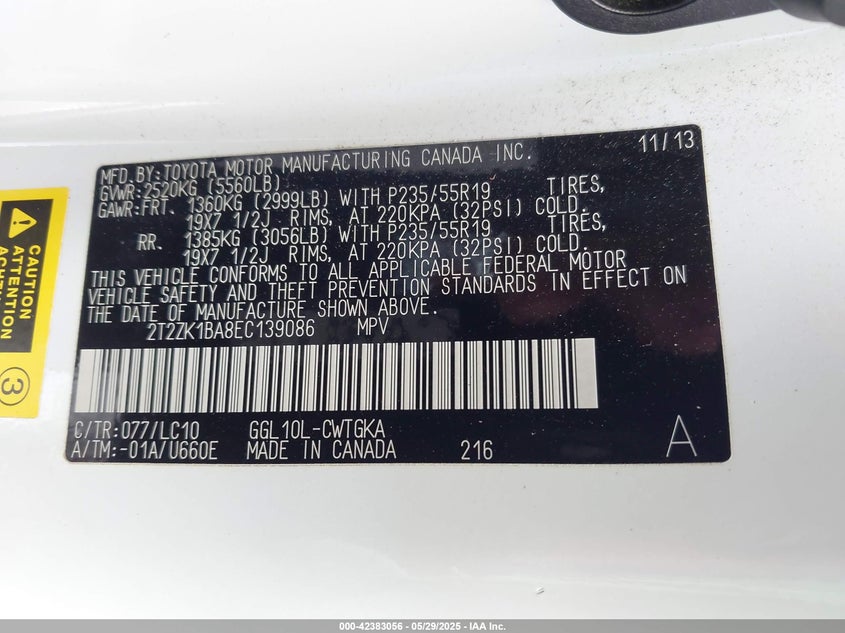 MFD. BY: TOYOTA MOTOR MANUFACTURING CANADA INC. 11/13
GVWR: 2520KG (5560LB)
GAWR: FRT. 1360KG (2999LB) WITH P235/55R19 TIRES,
19X7 1/2J RIMS, AT 220KPA (32PSI) COLD.
RR. 1385KG (3056LB) WITH P235/55R19 TIRES,
19X7 1/2J RIMS, AT 220KPA (32PSI) COLD.
THIS VEHICLE CONFORMS TO ALL APPLICABLE FEDERAL MOTOR
VEHICLE SAFETY AND THEFT PREVENTION STANDARDS IN EFFECT ON
THE DATE OF MANUFACTURE SHOWN ABOVE.
2T2ZK1BA8EC139086 MPV
C/TR: 077/LC10 GGL10L-CWTGKA
A/TM: -01A/U660E MADE IN CANADA 216 A
CAUTION
ATTENTION
3
000-42383056 - 05/29/2025 - IAA Inc.